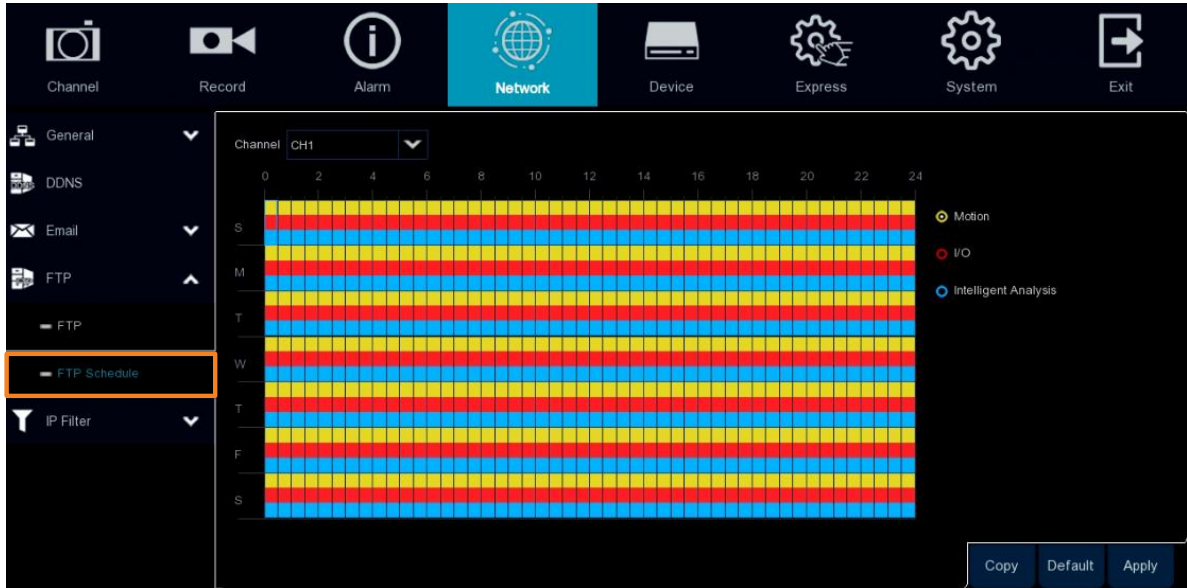 Channel
Record
Alarm
Network
Device
Express
System
Exit
General
DDNS
Email
FTP
FTP
FTP Schedule
IP Filter
Channel CH1
0 2 4 6 8 10 12 14 16 18 20 22 24
S
M
T
W
T
F
S
Motion
I/O
Intelligent Analysis
Copy Default Apply